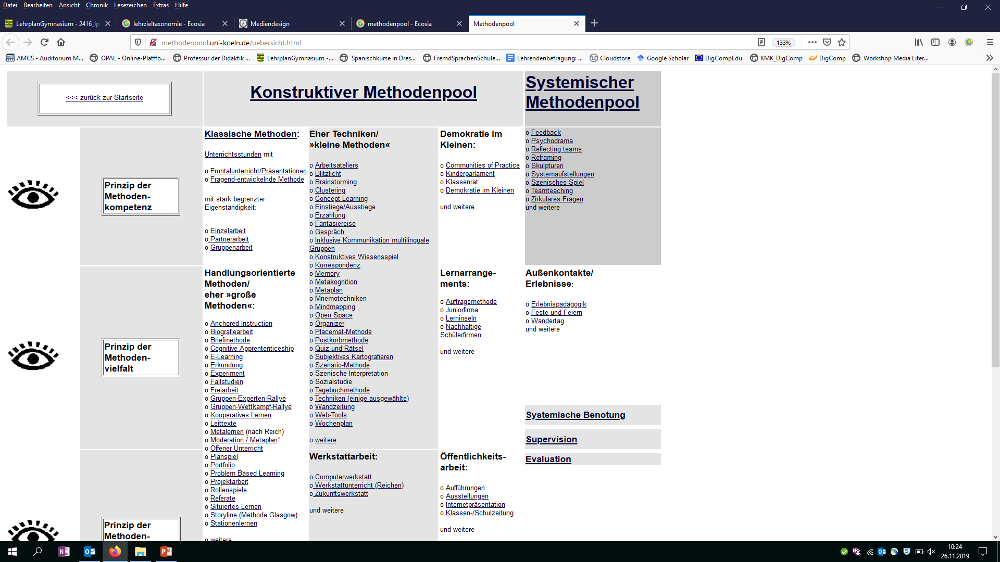 Datei Bearbeiten Ansicht Chronik Lesezeichen Extras Hilfe
LehrplanGymnasium - 2416_lp_
lehrzieltaxonomie - Ecosia
Mediendesign
methodenpool - Ecosia
Methodenpool
methodenpool.uni-koeln.de/uebersicht.html
133%
AMCS - Auditorium M...
OPAL - Online-Plattfo...
Professur der Didaktik ...
LehrplanGymnasium -...
Spanischkurse in Dres...
FremdSprachenSchule...
Lehrendenbefragung: ...
Cloudstore
Google Scholar
DigCompEdu
KMK_DigComp
DigComp
Workshop Media Liter...
<<< zurück zur Startseite
Konstruktiver Methodenpool
Systemischer
Methodenpool
Prinzip der
Methoden-
kompetenz
Klassische Methoden:
Unterrichtsstunden mit
o Frontalunterricht/Präsentationen
o Fragend-entwickelnde Methode
mit stark begrenzter
Eigenständigkeit:
o Einzelarbeit
o Partnerarbeit
o Gruppenarbeit
Eher Techniken/
»kleine Methoden«
o Arbeitsateliers
o Blitzlicht
o Brainstorming
o Clustering
o Concept Learning
o Einstiege/Ausstiege
o Erzählung
o Fantasiereise
o Gespräch
o Inklusive Kommunikation multilinguale
Gruppen
o Konstruktives Wissensspiel
o Korrespondenz
o Memory
o Metakognition
o Metaplan
o Mnemotechniken
o Mindmapping
o Open Space
o Organizer
o Placemat-Methode
o Postkorbmethode
o Quiz und Rätsel
o Subjektives Kartografieren
o Szenario-Methode
o Szenische Interpretation
o Sozialstudie
o Tagebuchmethode
o Techniken (einige ausgewählte)
o Wandzeitung
o Web-Tools
o Wochenplan
o weitere
Demokratie im
Kleinen:
o Communities of Practice
o Kinderparlament
o Klassenrat
o Demokratie im Kleinen
und weitere
o Feedback
o Psychodrama
o Reflecting teams
o Reframing
o Skulpturen
o Systemaufstellungen
o Szenisches Spiel
o Teamteaching
o Zirkuläres Fragen
und weitere
Prinzip der
Methoden-
vielfalt
Handlungsorientierte
Methoden/
eher »große
Methoden«:
o Anchored Instruction
o Biografiearbeit
o Briefmethode
o Cognitive Apprententiceship
o E-Learning
o Erkundung
o Experiment
o Fallstudien
o Freiarbeit
o Gruppen-Experten-Rallye
o Gruppen-Wettkampf-Rallye
o Kooperatives Lernen
o Leittexte
o Metalernen (nach Reich)
o Moderation / Metaplan*
o Offener Unterricht
o Planspiel
o Portfolio
o Problem Based Learning
o Projektarbeit
o Rollenspiele
o Referate
o Situiertes Lernen
o Storyline (Methode Glasgow)
o Stationenlernen
o weitere
Lernarrange-
ments:
o Auftragsmethode
o Juniorfirma
o Lerninseln
o Nachhaltige
Schülerfirmen
und weitere
Außenkontakte/
Erlebnisse:
o Erlebnispädagogik
o Feste und Feiern
o Wandertag
und weitere
Systemische Benotung
Supervision
Evaluation
Prinzip der
Methoden-
Werkstattarbeit:
o Computerwerkstatt
o Werkstattunterricht (Reichen)
o Zukunftswerkstatt
und weitere
Öffentlichkeits-
arbeit:
o Aufführungen
o Ausstellungen
o Internetpräsentation
o Klassen-/Schulzeitung
und weitere
10:24
26.11.2019